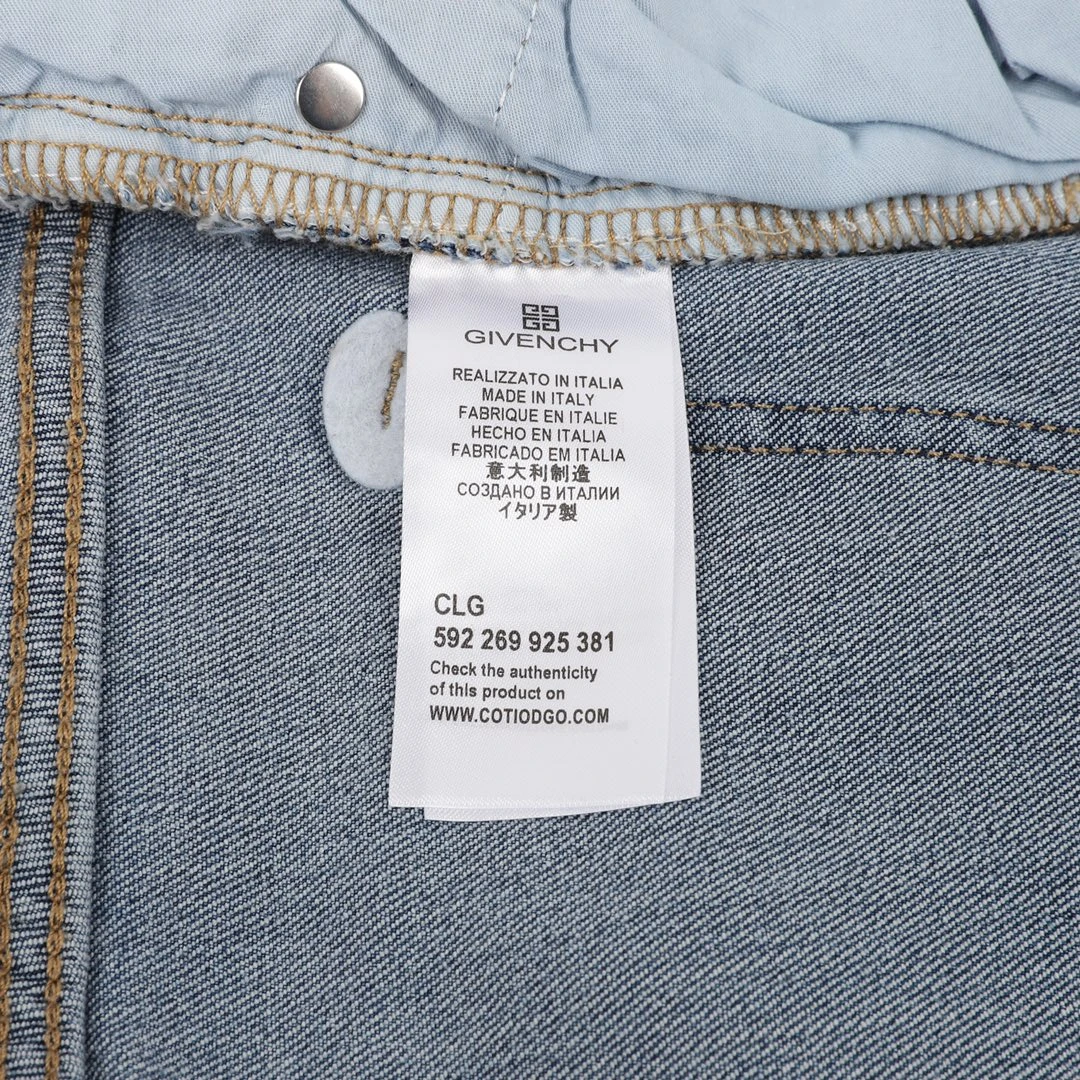 GIVENCHY
REALIZZATO IN ITALIA
MADE IN ITALY
FABRIQUE EN ITALIE
HECHO EN ITALIA
FABRICADO EM ITALIA
意大利制造
СОЗДАНО В ИТАЛИИ
イタリア製
CLG
592 269 925 381
Check the authenticity
of this product on
WWW.COTIODGO.COM